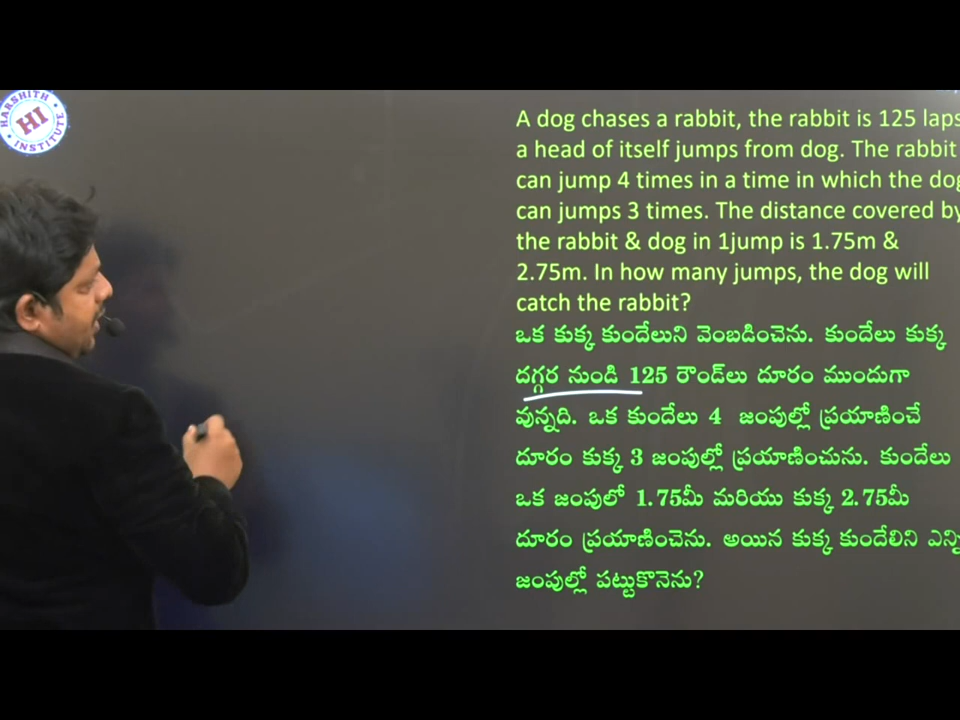 HARSHITH
HI
INSTITUTE
A dog chases a rabbit, the rabbit is 125 laps
a head of itself jumps from dog. The rabbit
can jump 4 times in a time in which the dog
can jumps 3 times. The distance covered by
the rabbit & dog in 1jump is 1.75m &
2.75m. In how many jumps, the dog will
catch the rabbit?
ఒక కుక్క కుందేలుని వెంబడించెను. కుందేలు కుక్క
దగ్గర నుండి 125 రౌండ్‌లు దూరం ముందుగా
వున్నది. ఒక కుందేలు 4 జంపుల్లో ప్రయాణించే
దూరం కుక్క 3 జంపుల్లో ప్రయాణించును. కుందేలు
ఒక జంపులో 1.75మీ మరియు కుక్క 2.75మీ
దూరం ప్రయాణించెను. అయిన కుక్క కుందేలిని ఎన్ని
జంపుల్లో పట్టుకొనెను?